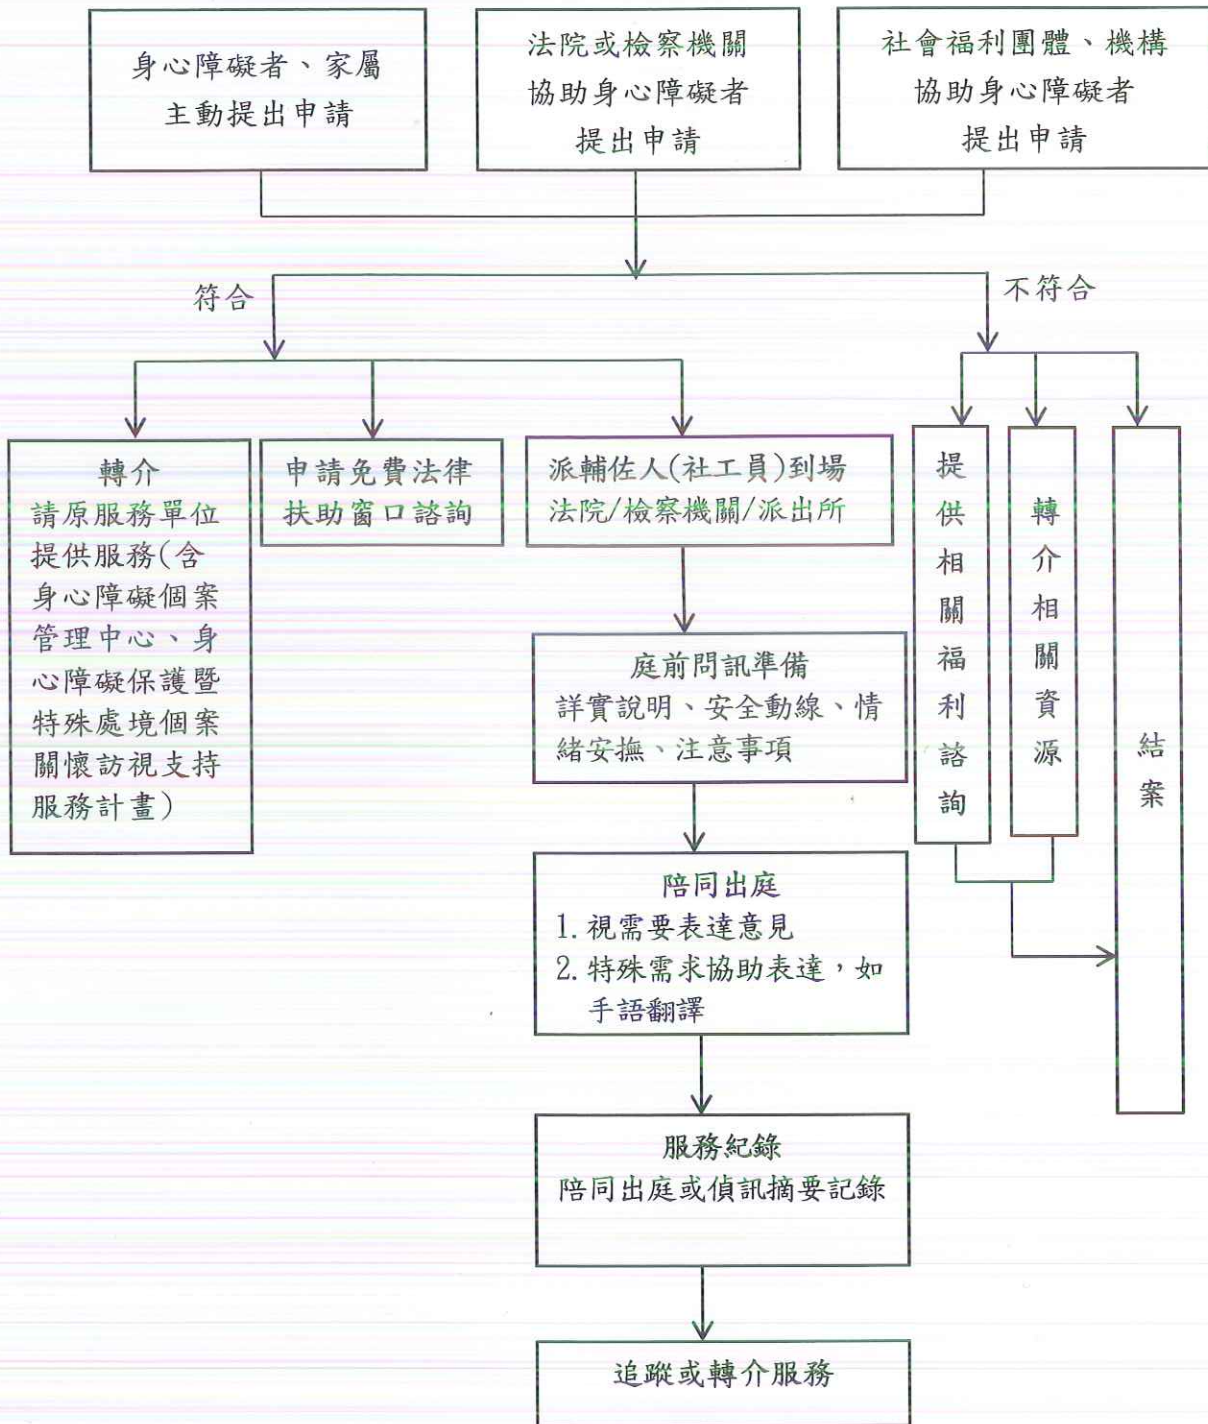 身心障礙者、家屬
主動提出申請
法院或檢察機關
協助身心障礙者
提出申請
社會福利團體、機構
協助身心障礙者
提出申請
符合
不符合
轉介
請原服務單位
提供服務(含
身心障礙個案
管理中心、身
心障礙保護暨
特殊處境個案
關懷訪視支持
服務計畫)
申請免費法律
扶助窗口諮詢
派輔佐人(社工員)到場
法院/檢察機關/派出所
庭前問訊準備
詳實說明、安全動線、情
緒安撫、注意事項
陪同出庭
1. 視需要表達意見
2. 特殊需求協助表達，如
手語翻譯
服務紀錄
陪同出庭或偵訊摘要記錄
追蹤或轉介服務
提供相關福利諮詢
轉介相關資源
結案